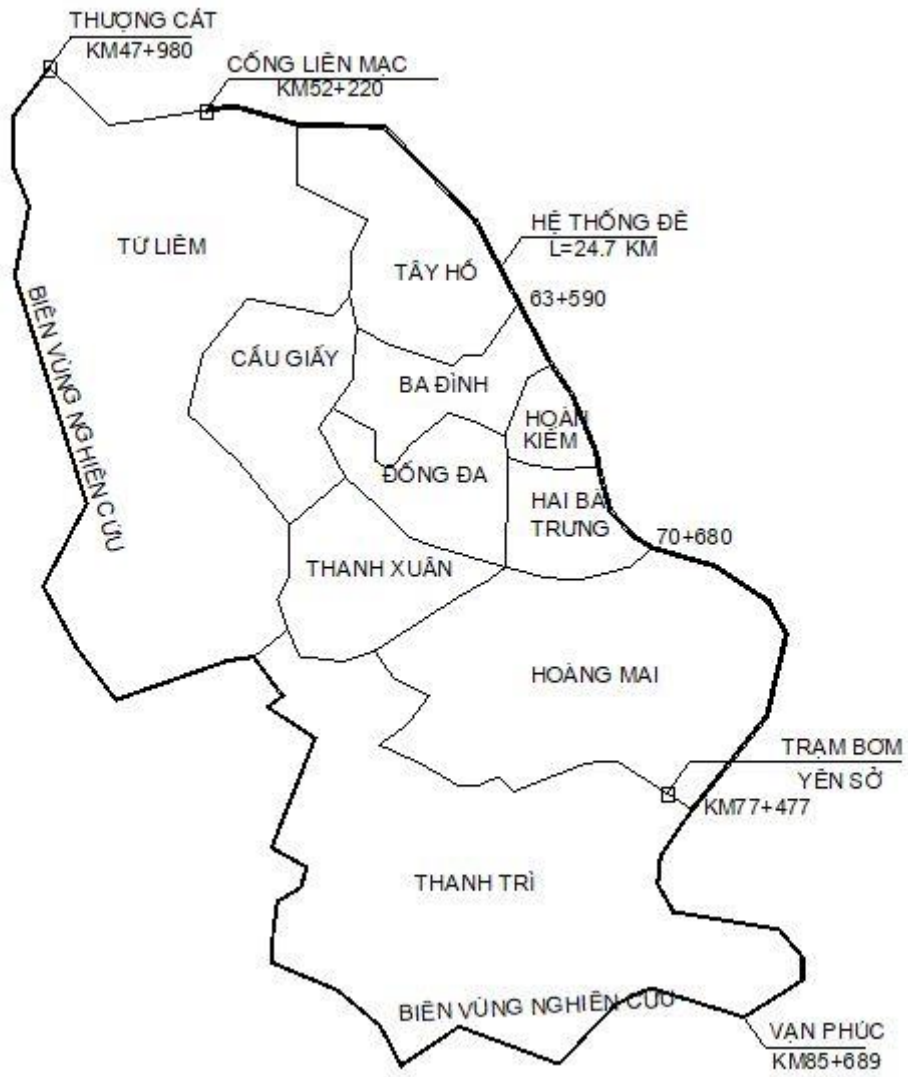 THƯỢNG CÁT
KM47+980
CỐNG LIÊN MẠC
KM52+220
HỆ THỐNG ĐÊ
L=24.7 KM
TỪ LIÊM
TÂY HỒ
63+590
BIÊN VÙNG NGHIÊN CỨU
CẦU GIẤY
BA ĐÌNH
HOÀN
KIẾM
ĐỐNG ĐA
HAI BÀ
TRƯNG
70+680
THANH XUÂN
HOÀNG MAI
TRẠM BƠM
YÊN SỞ
KM77+477
THANH TRÌ
BIÊN VÙNG NGHIÊN CỨU
VẠN PHÚC
KM85+689